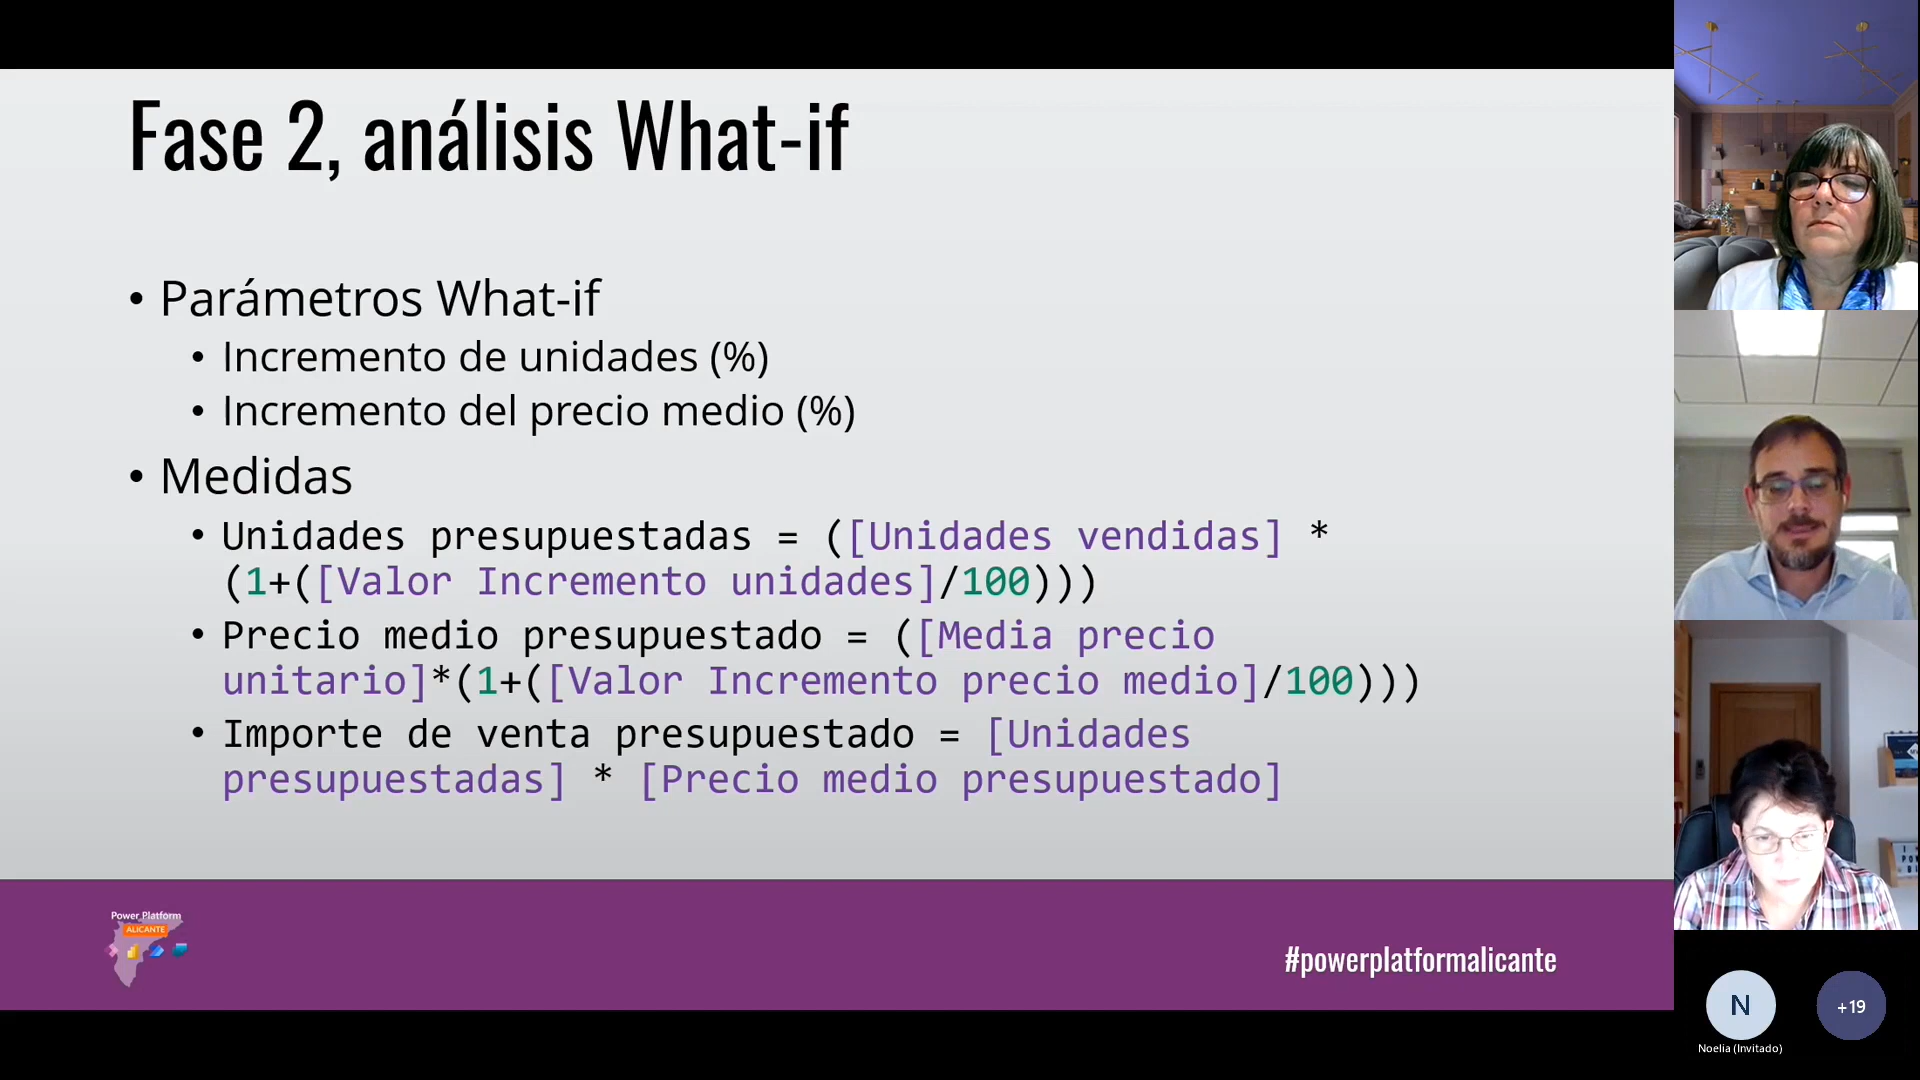 Fase 2, análisis What-if
• Parámetros What-if
• Incremento de unidades (%)
• Incremento del precio medio (%)
• Medidas
• Unidades presupuestadas = ([Unidades vendidas] *
(1+([Valor Incremento unidades]/100)))
• Precio medio presupuestado = ([Media precio
unitario]*(1+([Valor Incremento precio medio]/100)))
• Importe de venta presupuestado = [Unidades
presupuestadas] * [Precio medio presupuestado]
Power Platform
ALICANTE
#powerplatformalicante
N
+19
Noelia (Invitado)